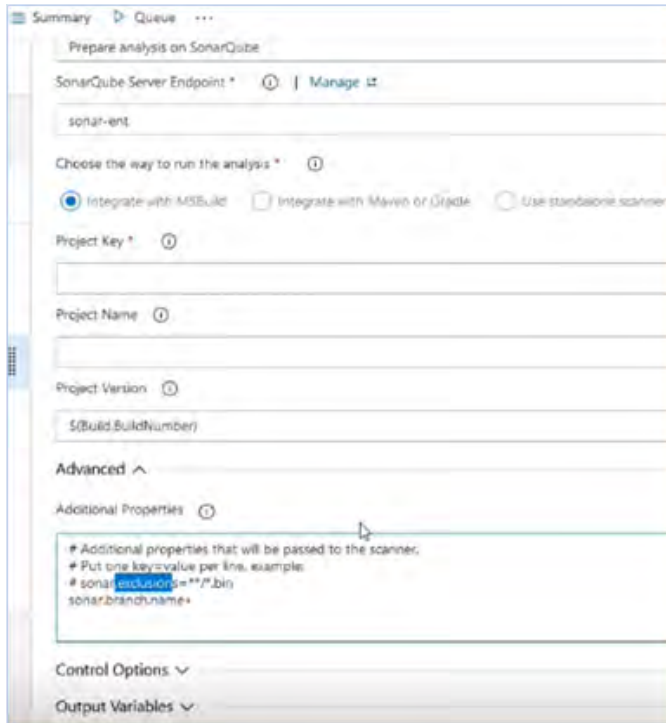 Summary Queue ...
Prepare analysis on SonarQube
SonarQube Server Endpoint * | Manage
sonar-ent
Choose the way to run the analysis *
Integrate with MSBuild Integrate with Maven or Gradle Use standalone scanner
Project Key *
Project Name
Project Version
$(Build.BuildNumber)
Advanced
Additional Properties
# Additional properties that will be passed to the scanner,
# Put one key=value per line, example:
# sonar.exclusions=**/*.bin
sonar.branch.name=
Control Options
Output Variables